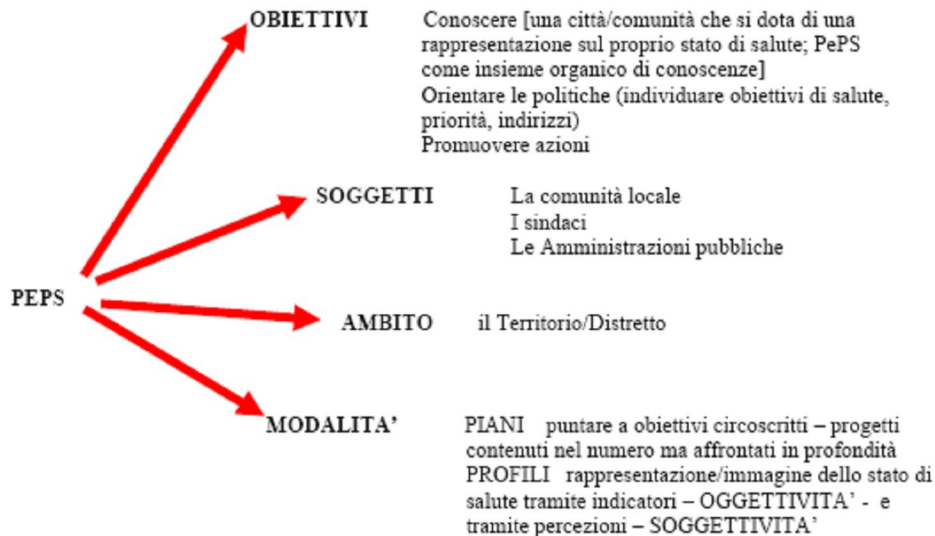 OBIETTIVI Conoscere [una città/comunità che si dota di una
rappresentazione sul proprio stato di salute; PePS
come insieme organico di conoscenze]
Orientare le politiche (individuare obiettivi di salute,
priorità, indirizzi)
Promuovere azioni
SOGGETTI La comunità locale
I sindaci
Le Amministrazioni pubbliche
PEPS
AMBITO il Territorio/Distretto
MODALITA' PIANI puntare a obiettivi circoscritti – progetti
contenuti nel numero ma affrontati in profondità
PROFILI rappresentazione/immagine dello stato di
salute tramite indicatori – OGGETTIVITA' - e
tramite percezioni – SOGGETTIVITA'